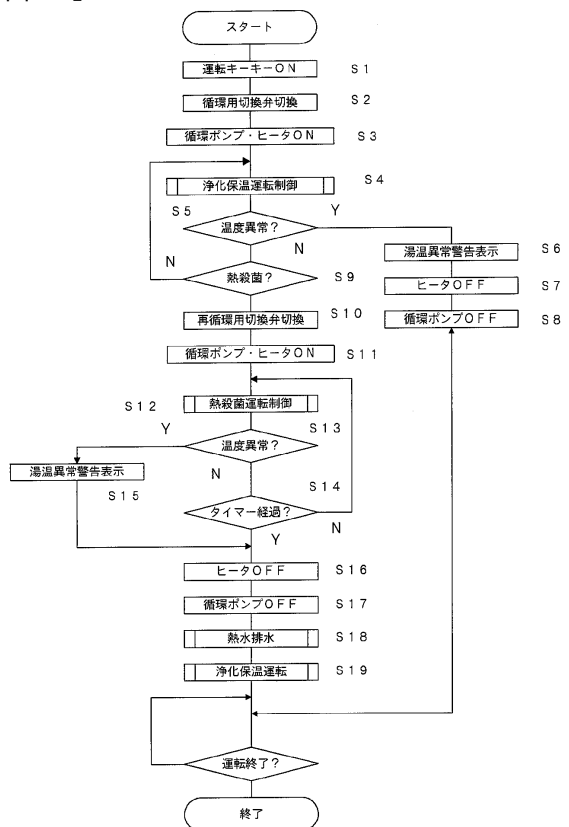 スタート
運転キーキーON S1
循環用切換弁切換 S2
循環ポンプ・ヒータON S3
浄化保温運転制御 S4
S5 Y
温度異常? N
湯温異常警告表示 S6
N 熱殺菌? S9
ヒータOFF S7
再循環用切換弁切換 S10
循環ポンプOFF S8
循環ポンプ・ヒータON S11
S12 熱殺菌運転制御
Y S13
温度異常?
湯温異常警告表示 N
S15 S14
タイマー経過? N
Y
ヒータOFF S16
循環ポンプOFF S17
熱水排水 S18
浄化保温運転 S19
運転終了?
終了